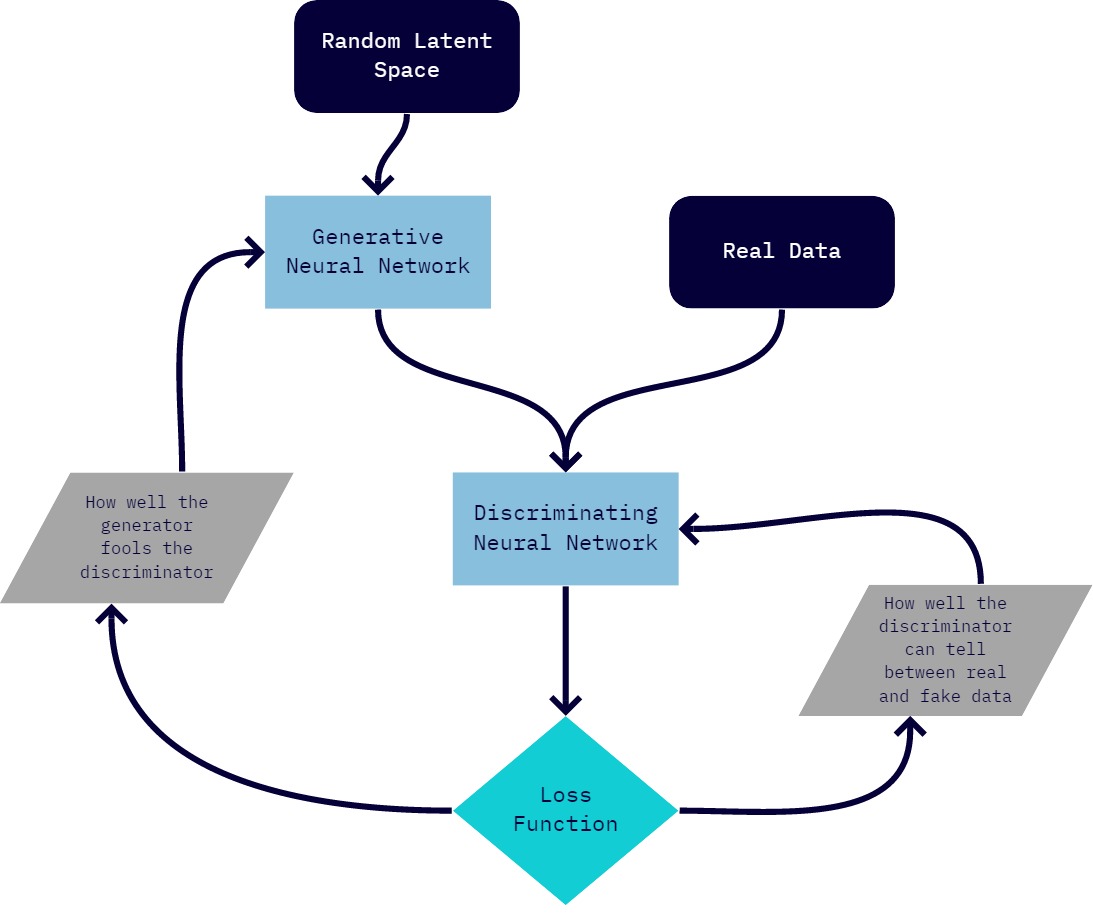 Random Latent
Space
Generative
Neural Network
Real Data
How well the
generator
fools the
discriminator
Discriminating
Neural Network
How well the
discriminator
can tell
between real
and fake data
Loss
Function